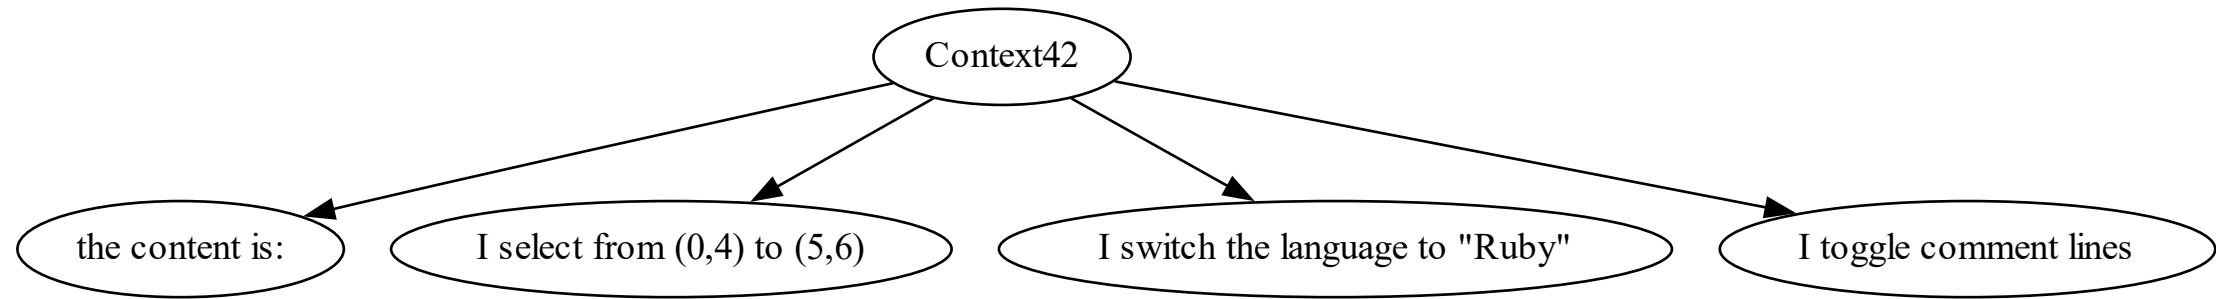 Context42
the content is:
I select from (0,4) to (5,6)
I switch the language to "Ruby"
I toggle comment lines